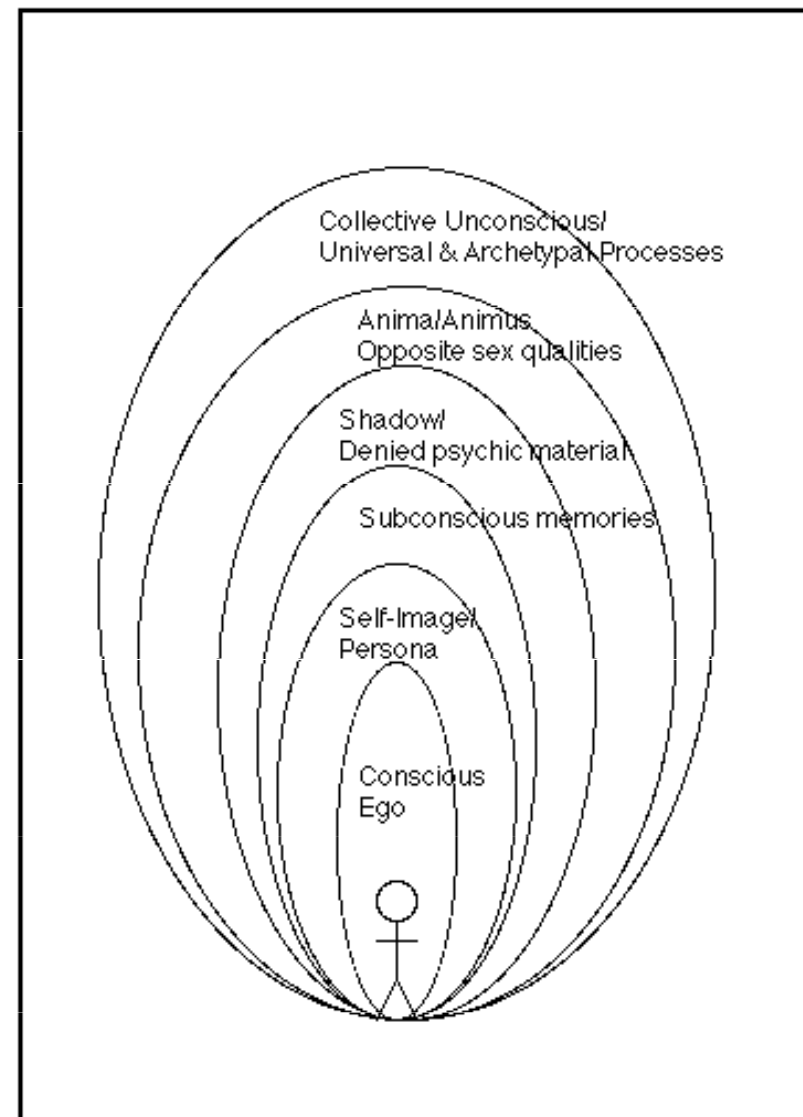 Collective Unconscious/
Universal & Archetypal Processes
Anima/Animus
Opposite sex qualities
Shadow/
Denied psychic material
Subconscious memories
Self-Image/
Persona
Conscious
Ego